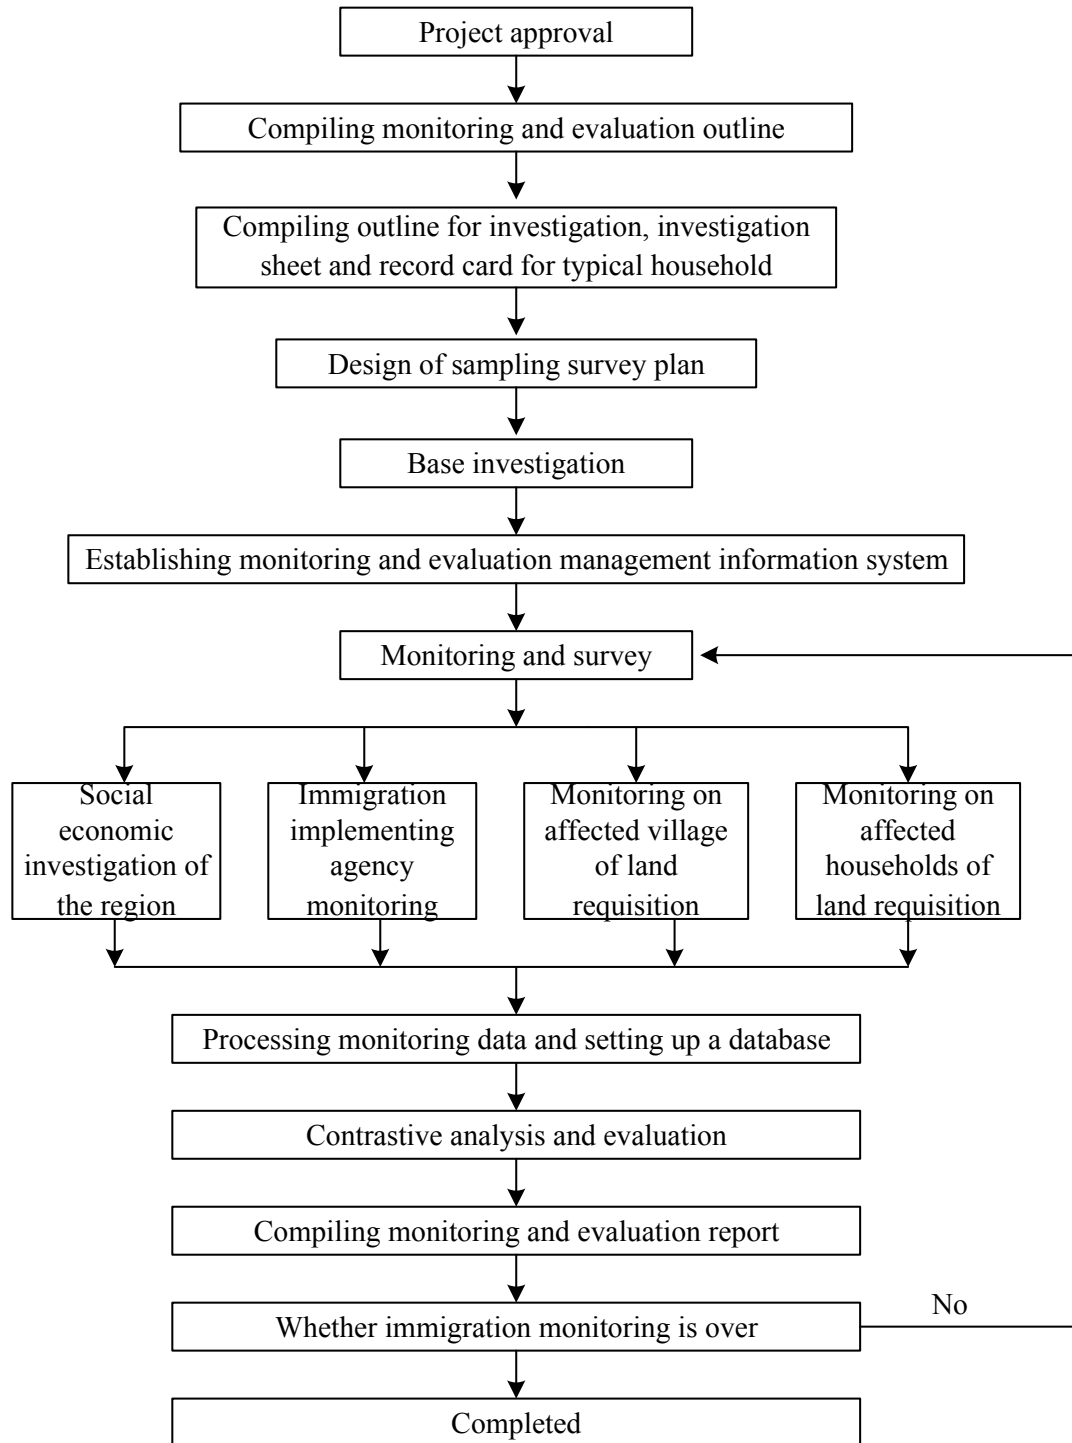 Project approval
Compiling monitoring and evaluation outline
Compiling outline for investigation, investigation
sheet and record card for typical household
Design of sampling survey plan
Base investigation
Establishing monitoring and evaluation management information system
Monitoring and survey
Social
economic
investigation of
the region
Immigration
implementing
agency
monitoring
Monitoring on
affected village
of land
requisition
Monitoring on
affected
households of
land requisition
Processing monitoring data and setting up a database
Contrastive analysis and evaluation
Compiling monitoring and evaluation report
No
Whether immigration monitoring is over
Completed